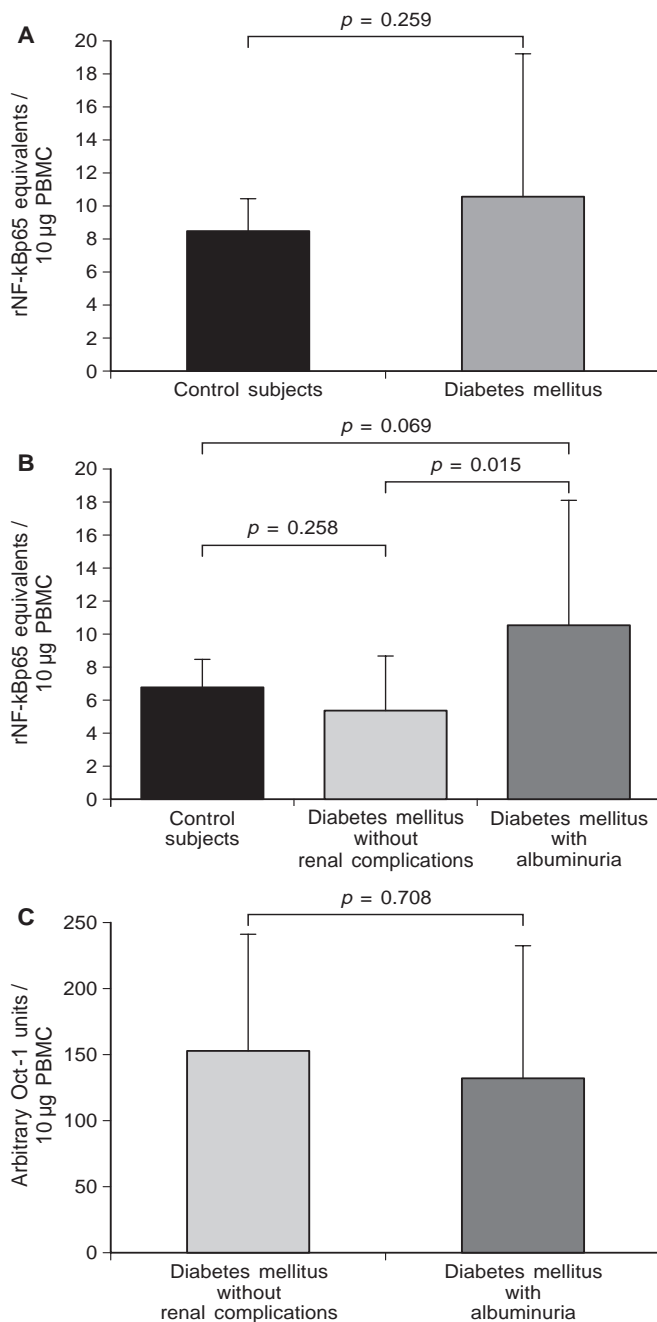 A
p = 0.259
rNF-kBp65 equivalents /
10 µg PBMC
20
18
16
14
12
10
8
6
4
2
0
Control subjects
Diabetes mellitus
p = 0.069
B
p = 0.015
p = 0.258
rNF-kBp65 equivalents /
10 µg PBMC
20
18
16
14
12
10
8
6
4
2
0
Control
subjects
Diabetes mellitus
without
renal complications
Diabetes mellitus
with
albuminuria
C
p = 0.708
Arbitrary Oct-1 units /
10 µg PBMC
250
200
150
100
50
0
Diabetes mellitus
without
renal complications
Diabetes mellitus
with
albuminuria